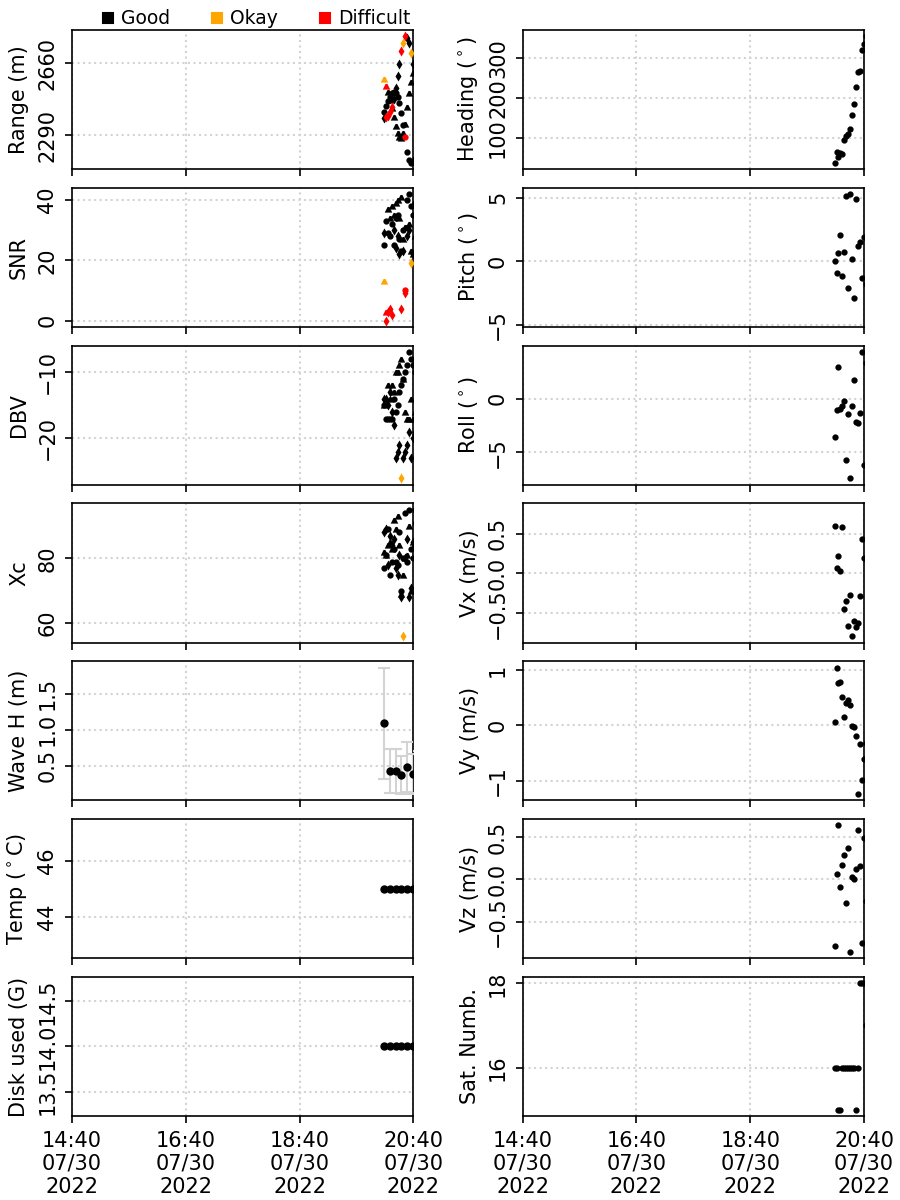 Good Okay Difficult
Range (m)
2660
2290
Heading (°)
300
200
100
SNR
40
20
0
Pitch (°)
5
0
−5
DBV
−10
−20
Roll (°)
0
−5
Xc
80
60
Vx (m/s)
0.5
0.0
−0.5
Wave H (m)
1.5
1.0
0.5
Vy (m/s)
1
0
−1
Temp (°C)
46
44
Vz (m/s)
0.5
0.0
−0.5
Disk used (G)
14.5
14.0
13.5
Sat. Numb.
18
16
14:40 16:40 18:40 20:40 14:40 16:40 18:40 20:40
07/30 07/30 07/30 07/30 07/30 07/30 07/30 07/30
2022 2022 2022 2022 2022 2022 2022 2022